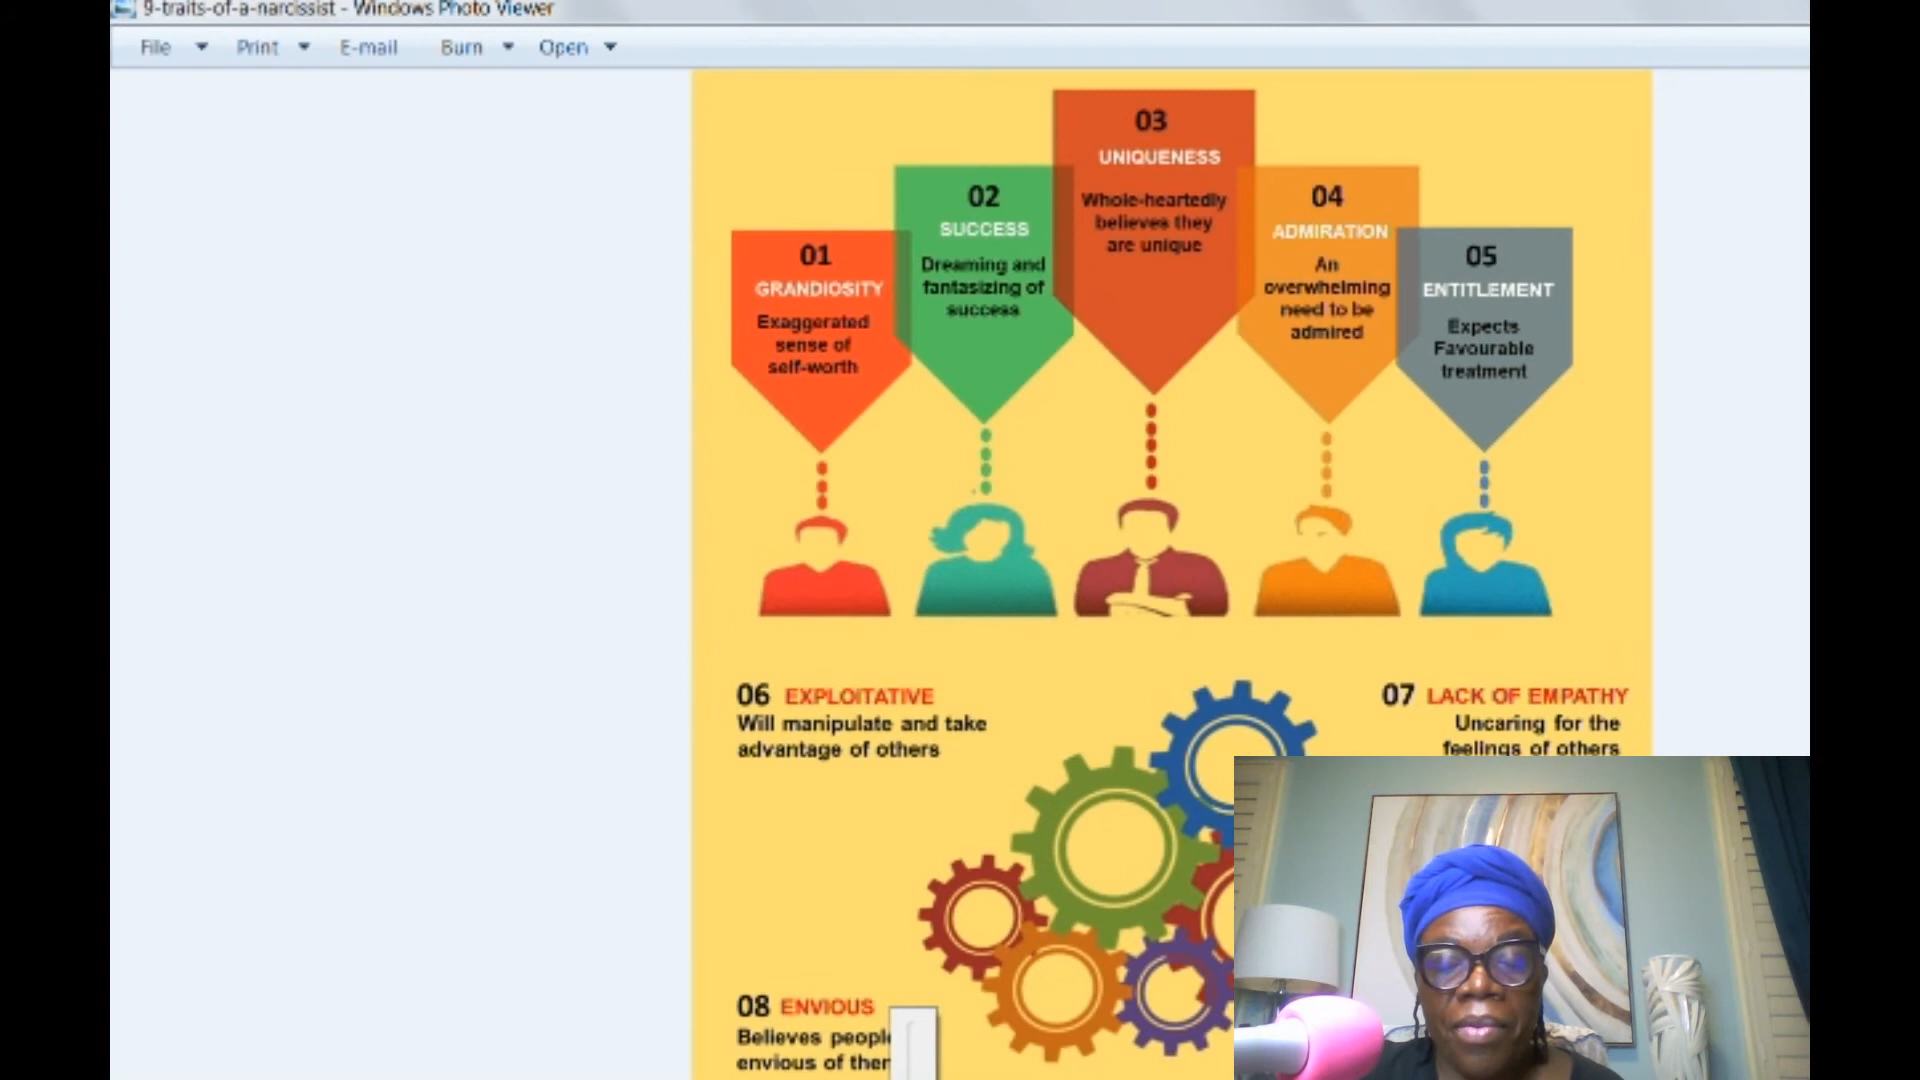 9-traits-of-a-narcissist - Windows Photo Viewer
File Print E-mail Burn Open
01
GRANDIOSITY
Exaggerated
sense of
self-worth
02
SUCCESS
Dreaming and
fantasizing of
success
03
UNIQUENESS
Whole-heartedly
believes they
are unique
04
ADMIRATION
An
overwhelming
need to be
admired
05
ENTITLEMENT
Expects
Favourable
treatment
06 EXPLOITATIVE
Will manipulate and take
advantage of others
07 LACK OF EMPATHY
Uncaring for the
feelings of others
08 ENVIOUS
Believes peopl
envious of